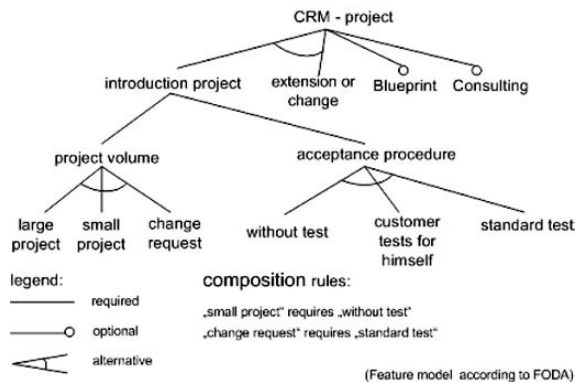 CRM - project
introduction project
extension or
change
Blueprint
Consulting
project volume
acceptance procedure
large
project
small
project
change
request
without test
customer
tests for
himself
standard test
legend:
required
optional
alternative
composition rules:
„small project“ requires „without test“
„change request“ requires „standard test“
(Feature model according to FODA)